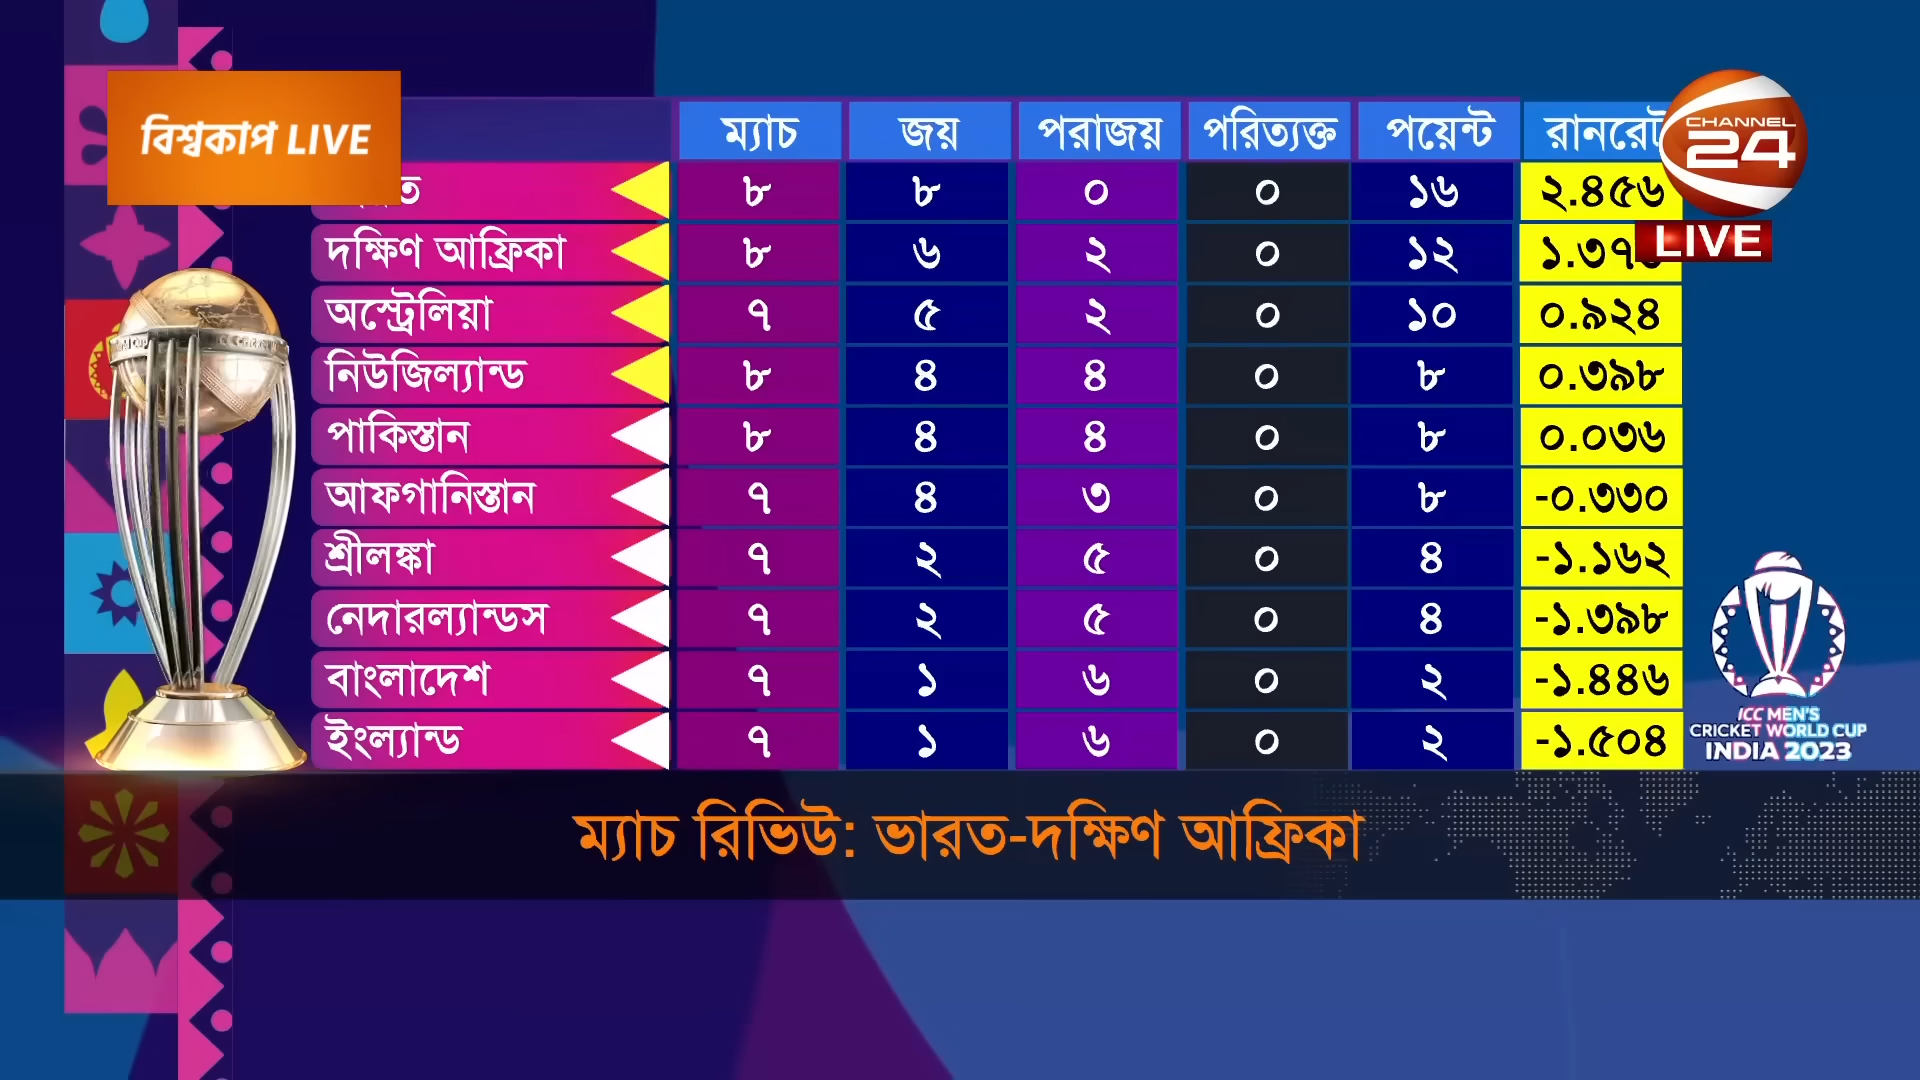 বিশ্বকাপ LIVE
ম্যাচ জয় পরাজয় পরিত্যক্ত পয়েন্ট রানরেট
CHANNEL
24
LIVE
৮ ৮ ০ ০ ১৬ ২.৪৫৬
দক্ষিণ আফ্রিকা ৮ ৬ ২ ০ ১২
অস্ট্রেলিয়া ৭ ৫ ২ ০ ১০ ০.৯২৪
নিউজিল্যান্ড ৮ ৪ ৪ ০ ৮ ০.৩৯৮
পাকিস্তান ৮ ৪ ৪ ০ ৮ ০.০৩৬
আফগানিস্তান ৭ ৪ ৩ ০ ৮ -০.৩৩০
শ্রীলঙ্কা ৭ ২ ৫ ০ ৪ -১.১৬২
নেদারল্যান্ডস ৭ ২ ৫ ০ ৪ -১.৩৯৮
বাংলাদেশ ৭ ১ ৬ ০ ২ -১.৪৪৬
ইংল্যান্ড ৭ ১ ৬ ০ ২ -১.৫০৪
ICC MEN'S
CRICKET WORLD CUP
INDIA 2023
ম্যাচ রিভিউ: ভারত-দক্ষিণ আফ্রিকা